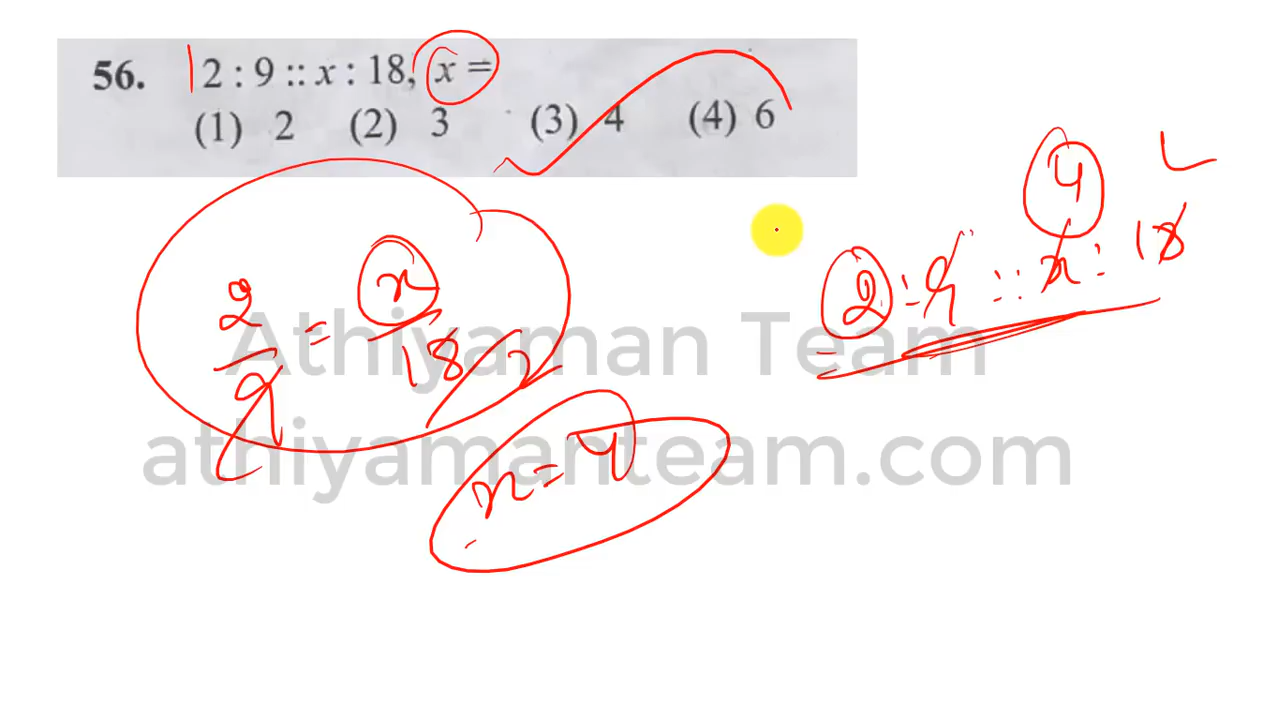 56. 2 : 9 :: x : 18, x =
(1) 2 (2) 3 (3) 4 (4) 6
4
2 : 9 :: x : 18
2/9 = x/18 2
x = 4
Athiyaman Team
athiyamanteam.com